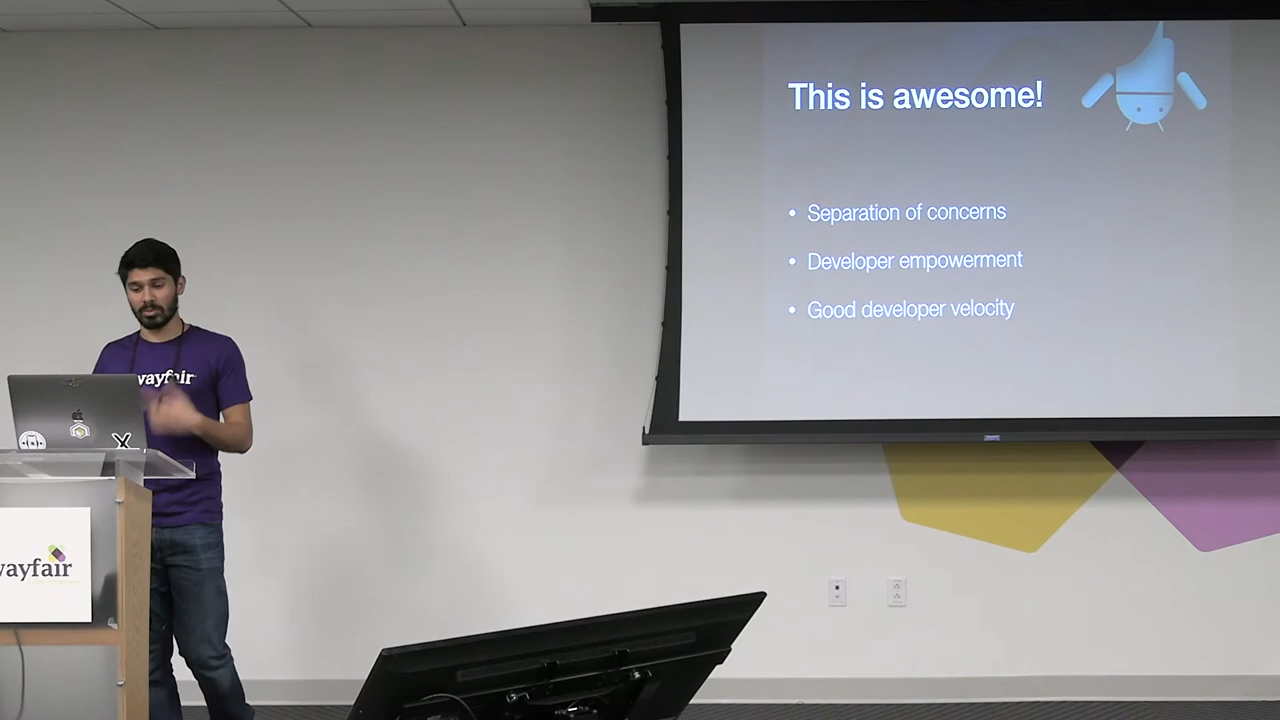 This is awesome!
• Separation of concerns
• Developer empowerment
• Good developer velocity
wayfair
X
wayfair